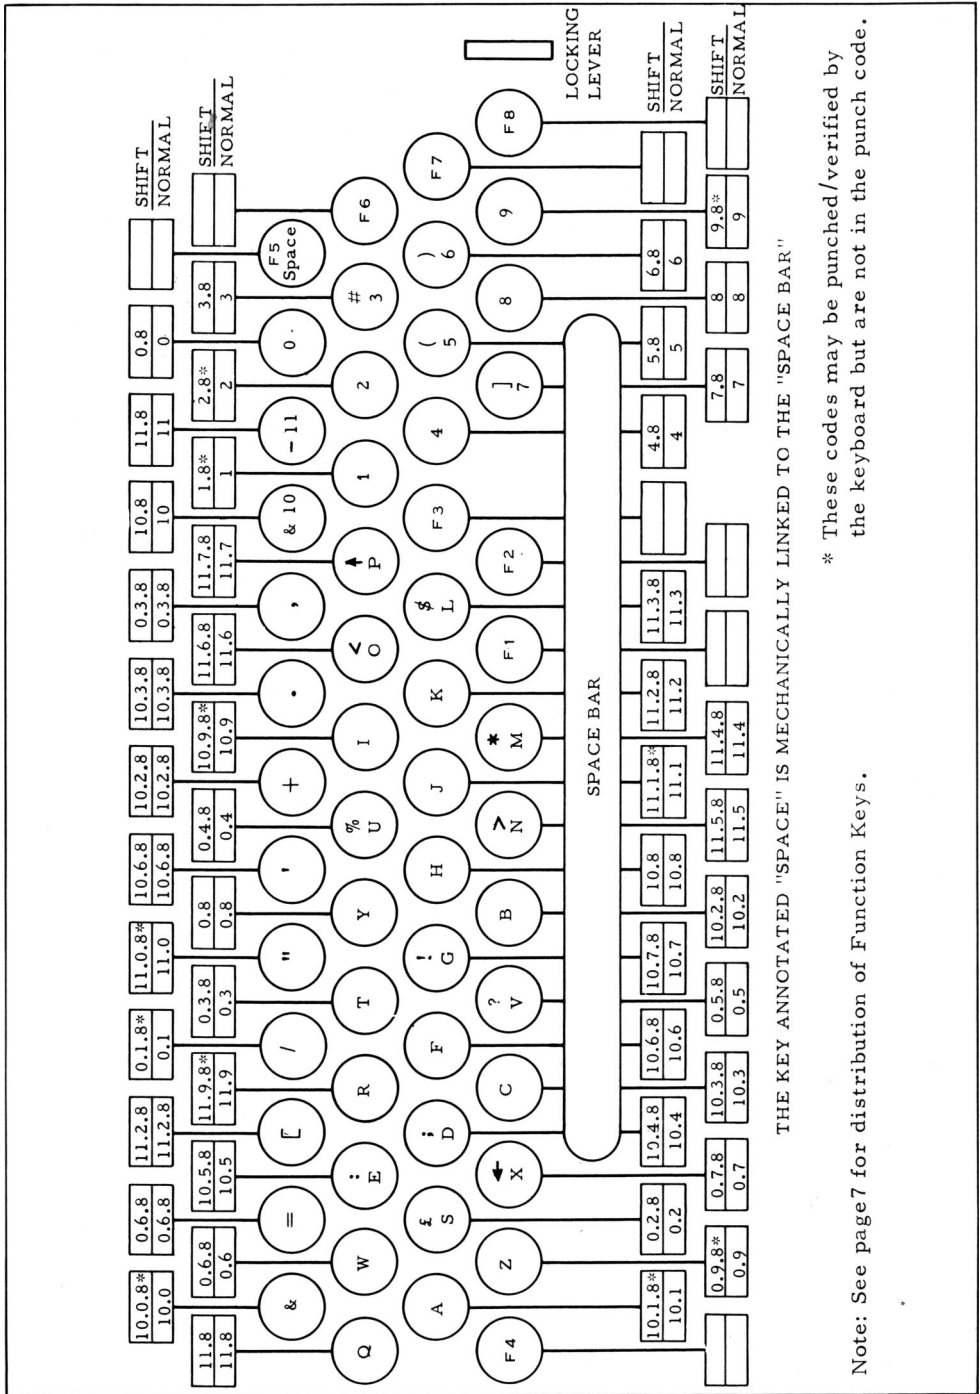 10.0.8* 0.6.8 11.2.8 0.1.8* 11.0.8* 10.6.8 10.2.8 10.3.8 0.3.8 10.8 11.8 0.8 SHIFT
10.0 0.6.8 11.2.8 0.1 11.0 10.6.8 10.2.8 10.3.8 0.3.8 10 11 0 NORMAL
11.8 0.6.8 10.5.8 11.9.8* 0.3.8 0.8 0.4.8 10.9.8* 11.6.8 11.7.8 1.8* 2.8* 3.8 SHIFT
11.8 0.6 10.5 11.9 0.3 0.8 0.4 10.9 11.6 11.7 1 2 3 NORMAL
& = [ / " ' + . , & 10 - 11 0 F5
Space
: % < ↑ #
Q W E R T Y U I O P 1 2 3 F6
£ ; ! $ ( )
A S D F G H J K L F3 4 5 6 F7
← ? > * ]
F4 Z X C V B N M F1 F2 7 8 9 F8
SPACE BAR
LOCKING
LEVER
10.1.8* 0.2.8 10.4.8 10.6.8 10.7.8 10.8 11.1.8* 11.2.8 11.3.8 4.8 5.8 6.8 SHIFT
10.1 0.2 10.4 10.6 10.7 10.8 11.1 11.2 11.3 4 5 6 NORMAL
0.9.8* 0.7.8 10.3.8 0.5.8 10.2.8 11.5.8 11.4.8 7.8 8 9.8* SHIFT
0.9 0.7 10.3 0.5 10.2 11.5 11.4 7 8 9 NORMAL
THE KEY ANNOTATED "SPACE" IS MECHANICALLY LINKED TO THE "SPACE BAR"
* These codes may be punched/verified by
the keyboard but are not in the punch code.
Note: See page7 for distribution of Function Keys.